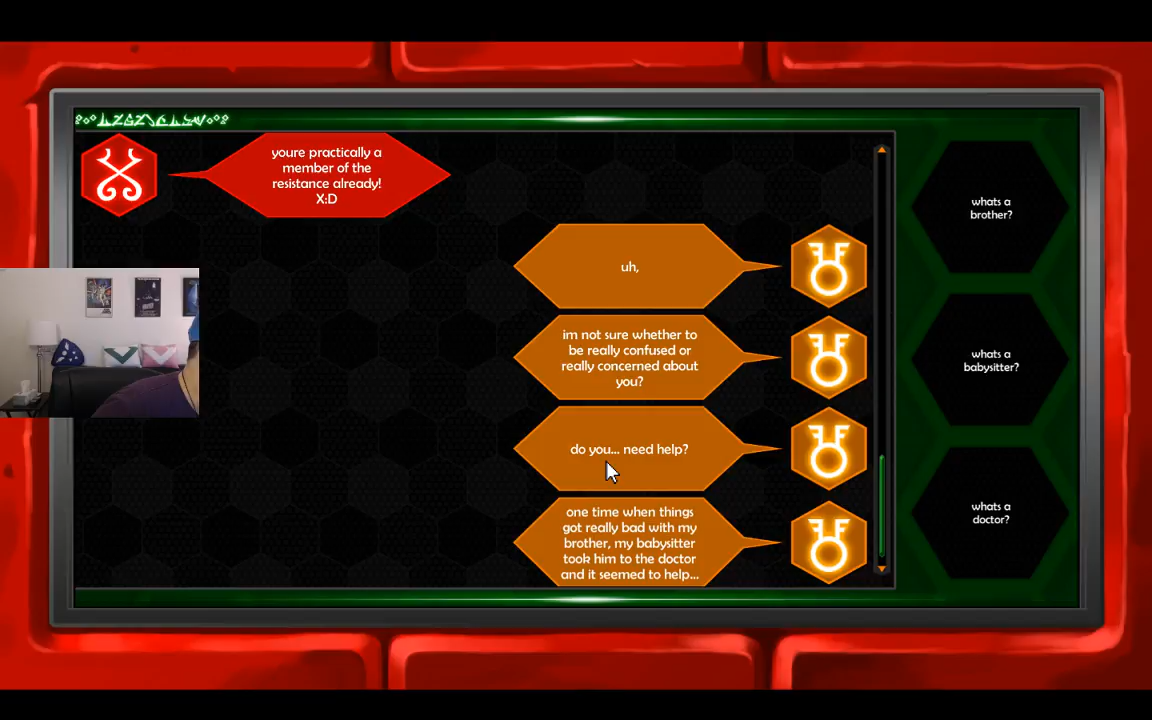 youre practically a
member of the
resistance already!
X:D
uh,
im not sure whether to
be really confused or
really concerned about
you?
do you... need help?
one time when things
got really bad with my
brother, my babysitter
took him to the doctor
and it seemed to help...
whats a
brother?
whats a
babysitter?
whats a
doctor?